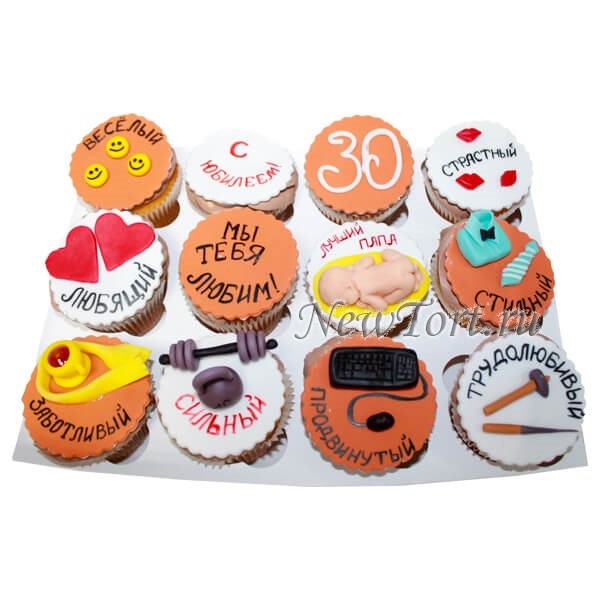 ВЕСЁЛЫЙ
С
ЮБИЛЕЕМ!
30
СТРАСТНЫЙ
ЛЮБЯЩИЙ
МЫ
ТЕБЯ
ЛЮБИМ!
ЛУЧШИЙ
ПАПА
СТИЛЬНЫЙ
NewTort.ru
ЗАБОТЛИВЫЙ
СИЛЬНЫЙ
ПРОДВИНУТЫЙ
ТРУДОЛЮБИВЫЙ